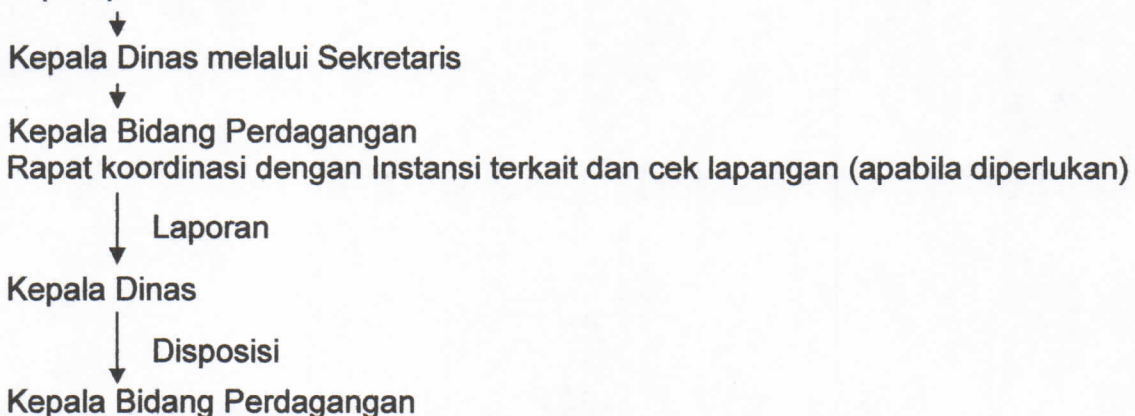 Kepala Dinas melalui Sekretaris
Kepala Bidang Perdagangan
Rapat koordinasi dengan Instansi terkait dan cek lapangan (apabila diperlukan)
Laporan
Kepala Dinas
Disposisi
Kepala Bidang Perdagangan